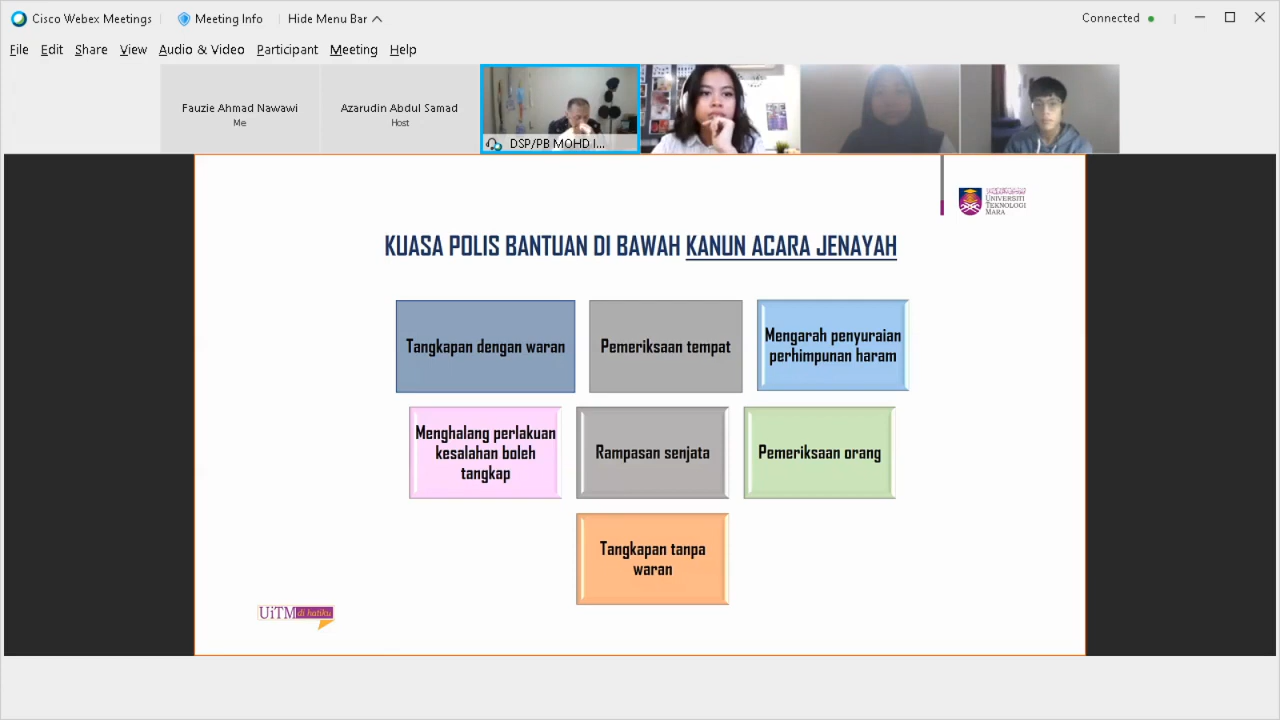 Cisco Webex Meetings
Meeting Info
Hide Menu Bar
Connected
File Edit Share View Audio & Video Participant Meeting Help
Fauzie Ahmad Nawawi
Me
Azarudin Abdul Samad
Host
DSP/PB MOHD I...
UNIVERSITI
TEKNOLOGI
MARA
KUASA POLIS BANTUAN DI BAWAH KANUN ACARA JENAYAH
Tangkapan dengan waran
Pemeriksaan tempat
Mengarah penyuraian
perhimpunan haram
Menghalang perlakuan
kesalahan boleh
tangkap
Rampasan senjata
Pemeriksaan orang
Tangkapan tanpa
waran
UiTM di hatiku